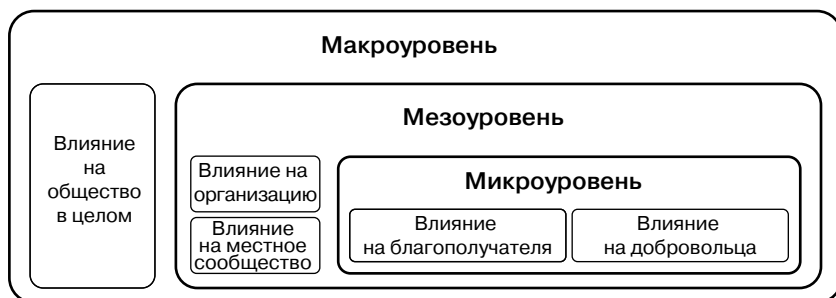 Макроуровень
Влияние
на
общество
в целом
Мезоуровень
Влияние на
организацию
Влияние
на местное
сообщество
Микроуровень
Влияние
на благополучателя
Влияние
на добровольца